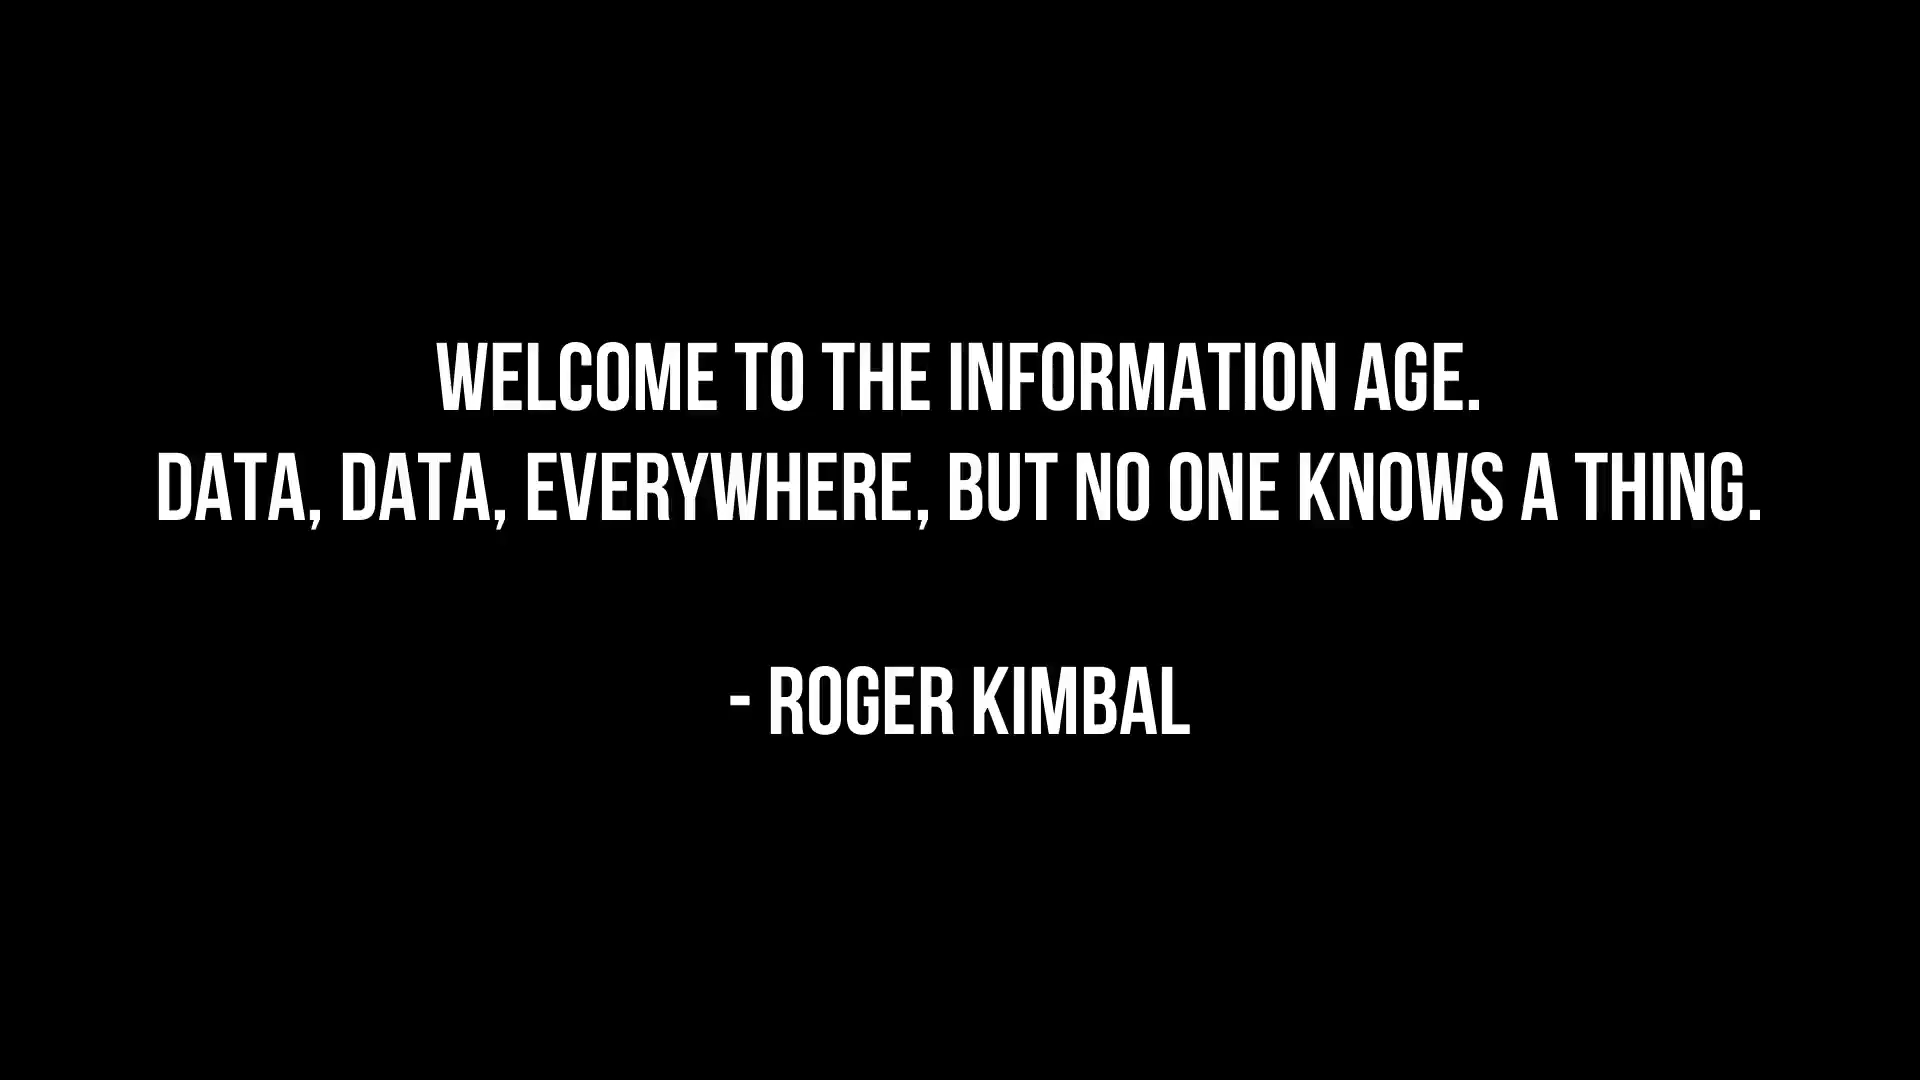 WELCOME TO THE INFORMATION AGE.
DATA, DATA, EVERYWHERE, BUT NO ONE KNOWS A THING.
- ROGER KIMBAL